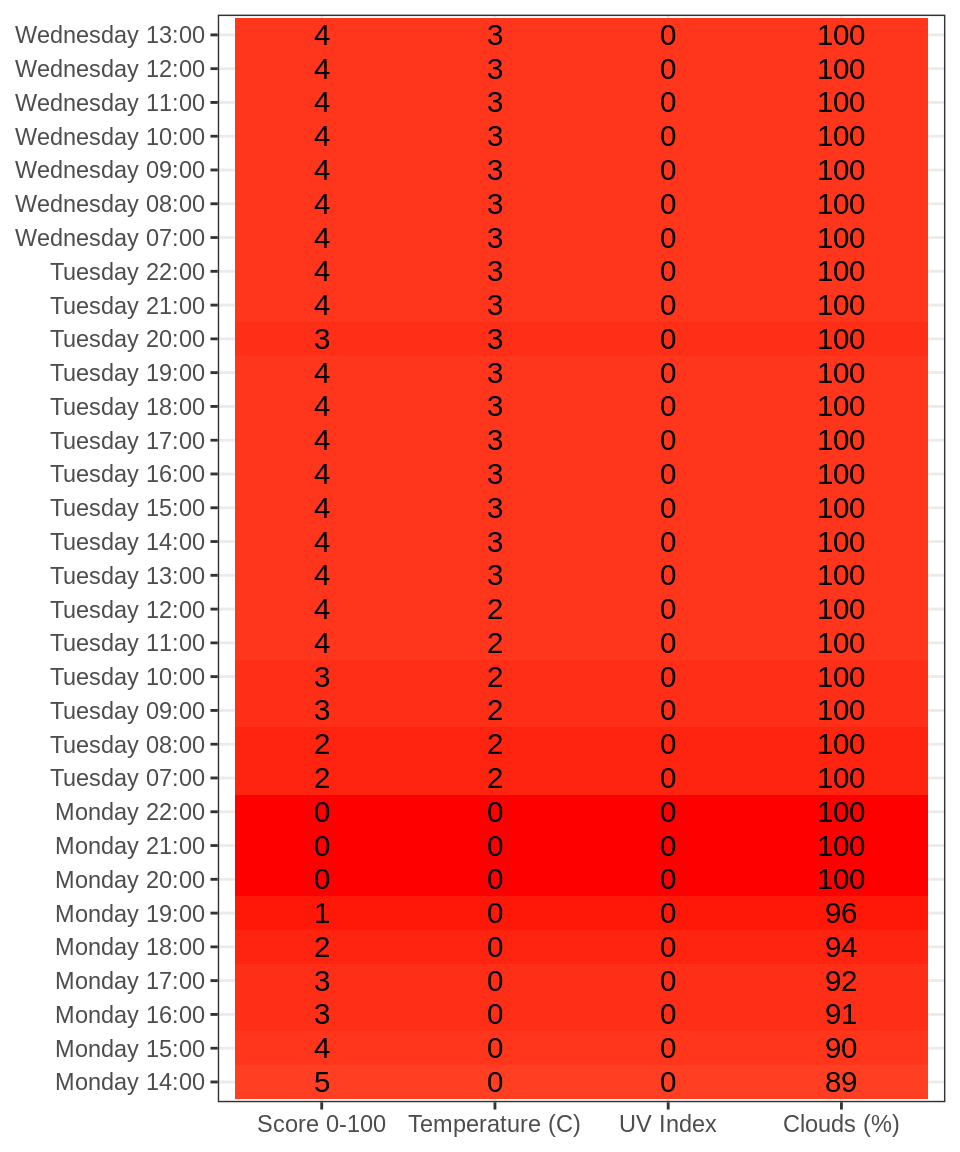 Wednesday 13:00 4 3 0 100
Wednesday 12:00 4 3 0 100
Wednesday 11:00 4 3 0 100
Wednesday 10:00 4 3 0 100
Wednesday 09:00 4 3 0 100
Wednesday 08:00 4 3 0 100
Wednesday 07:00 4 3 0 100
Tuesday 22:00 4 3 0 100
Tuesday 21:00 4 3 0 100
Tuesday 20:00 3 3 0 100
Tuesday 19:00 4 3 0 100
Tuesday 18:00 4 3 0 100
Tuesday 17:00 4 3 0 100
Tuesday 16:00 4 3 0 100
Tuesday 15:00 4 3 0 100
Tuesday 14:00 4 3 0 100
Tuesday 13:00 4 3 0 100
Tuesday 12:00 4 2 0 100
Tuesday 11:00 4 2 0 100
Tuesday 10:00 3 2 0 100
Tuesday 09:00 3 2 0 100
Tuesday 08:00 2 2 0 100
Tuesday 07:00 2 2 0 100
Monday 22:00 0 0 0 100
Monday 21:00 0 0 0 100
Monday 20:00 0 0 0 100
Monday 19:00 1 0 0 96
Monday 18:00 2 0 0 94
Monday 17:00 3 0 0 92
Monday 16:00 3 0 0 91
Monday 15:00 4 0 0 90
Monday 14:00 5 0 0 89
Score 0-100 Temperature (C) UV Index Clouds (%)